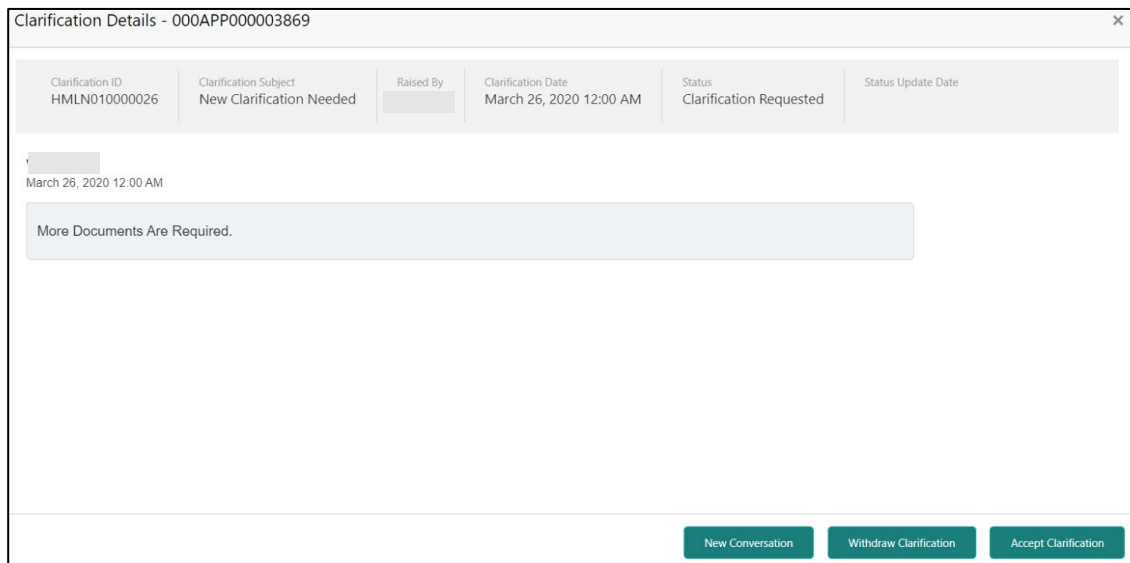 Clarification Details - 000APP000003869 ×
Clarification ID Clarification Subject Raised By Clarification Date Status Status Update Date
HMLN010000026 New Clarification Needed March 26, 2020 12:00 AM Clarification Requested
March 26, 2020 12:00 AM
More Documents Are Required.
New Conversation Withdraw Clarification Accept Clarification